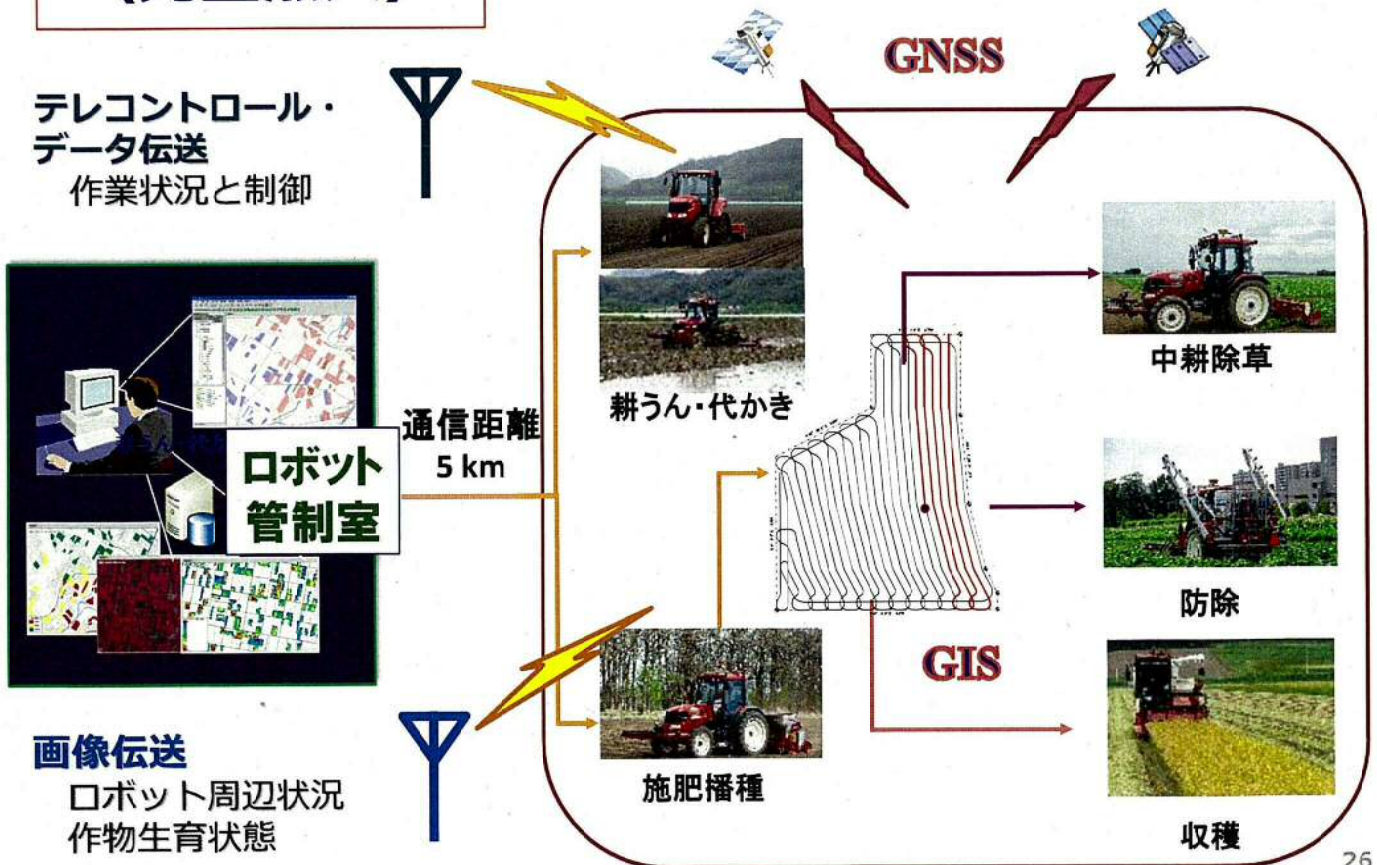 テレコントロール・
データ伝送
作業状況と制御
GNSS
ロボット
管制室
通信距離
5 km
耕うん・代かき
中耕除草
防除
GIS
施肥播種
収穫
画像伝送
ロボット周辺状況
作物生育状態
26